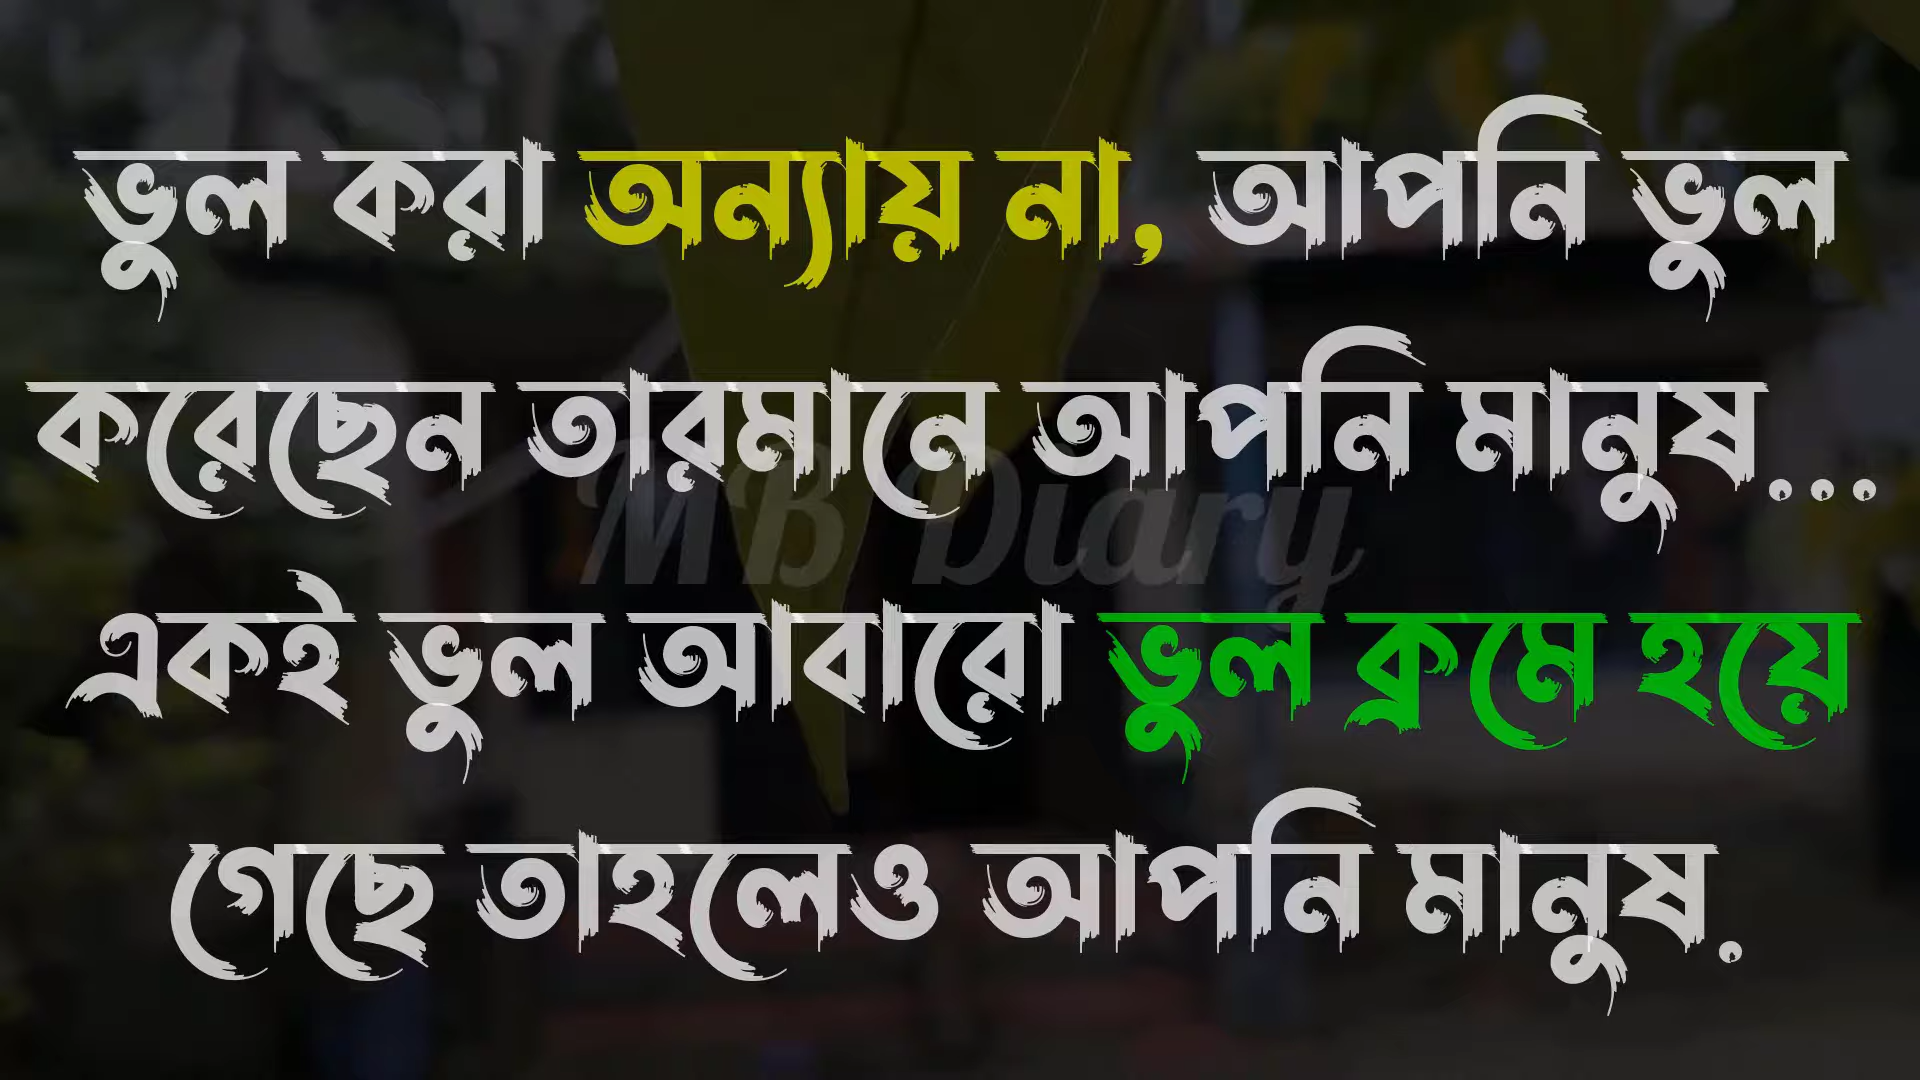 ভুল করা অন্যায় না, আপনি ভুল
করেছেন তারমানে আপনি মানুষ...
MB Diary
একই ভুল আবারো ভুল ক্রমে হয়ে
গেছে তাহলেও আপনি মানুষ.